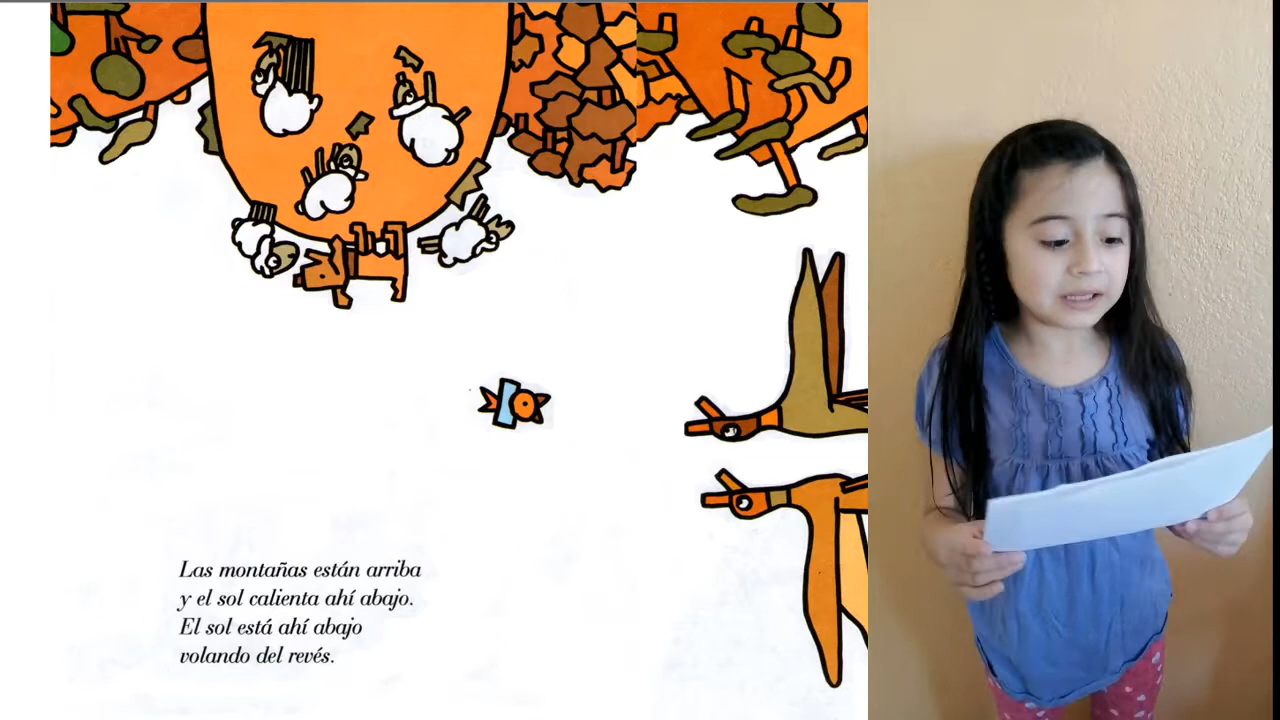 Las montañas están arriba
y el sol calienta ahí abajo.
El sol está ahí abajo
volando del revés.